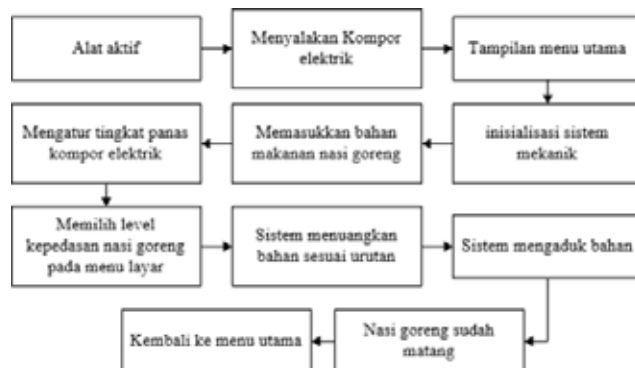 Alat aktif
Menyalakan Kompor
elektrik
Tampilan menu utama
inisialisasi sistem
mekanik
Memasukkan bahan
makanan nasi goreng
Mengatur tingkat panas
kompor elektrik
Memilih level
kepedasan nasi goreng
pada menu layar
Sistem menuangkan
bahan sesuai urutan
Sistem mengaduk bahan
Nasi goreng sudah
matang
Kembali ke menu utama